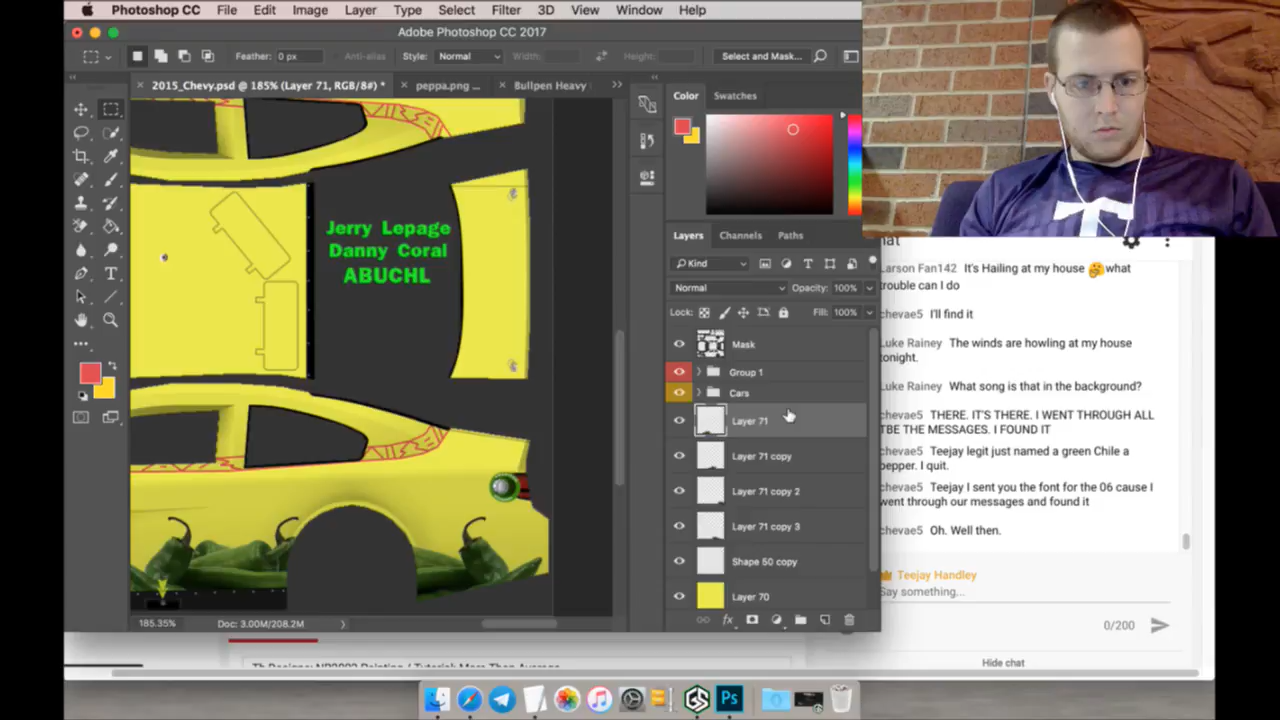 Photoshop CC File Edit Image Layer Type Select Filter 3D View Window Help
Adobe Photoshop CC 2017
Feather: 0 px Anti-alias Style: Normal Width: Height: Select and Mask...
2015_Chevy.psd @ 185% (Layer 71, RGB/8#) * peppa.png ... Bullpen Heavy
Color Swatches
Jerry Lepage
Danny Coral
ABUCHL
Layers Channels Paths
Kind
Normal Opacity: 100%
Lock: Fill: 100%
Mask
Group 1
Cars
Layer 71
Layer 71 copy
Layer 71 copy 2
Layer 71 copy 3
Shape 50 copy
Layer 70
fx
185.35% Doc: 3.00M/208.2M
T
hat
Larson Fan142 It's Hailing at my house 🤔what
trouble can I do
chevae5 I'll find it
Luke Rainey The winds are howling at my house
tonight.
Luke Rainey What song is that in the background?
chevae5 THERE. IT'S THERE. I WENT THROUGH ALL
TBE THE MESSAGES. I FOUND IT
chevae5 Teejay legit just named a green Chile a
pepper. I quit.
chevae5 Teejay I sent you the font for the 06 cause I
went through our messages and found it
chevae5 Oh. Well then.
Teejay Handley
Say something...
0/200
Hide chat
Ps